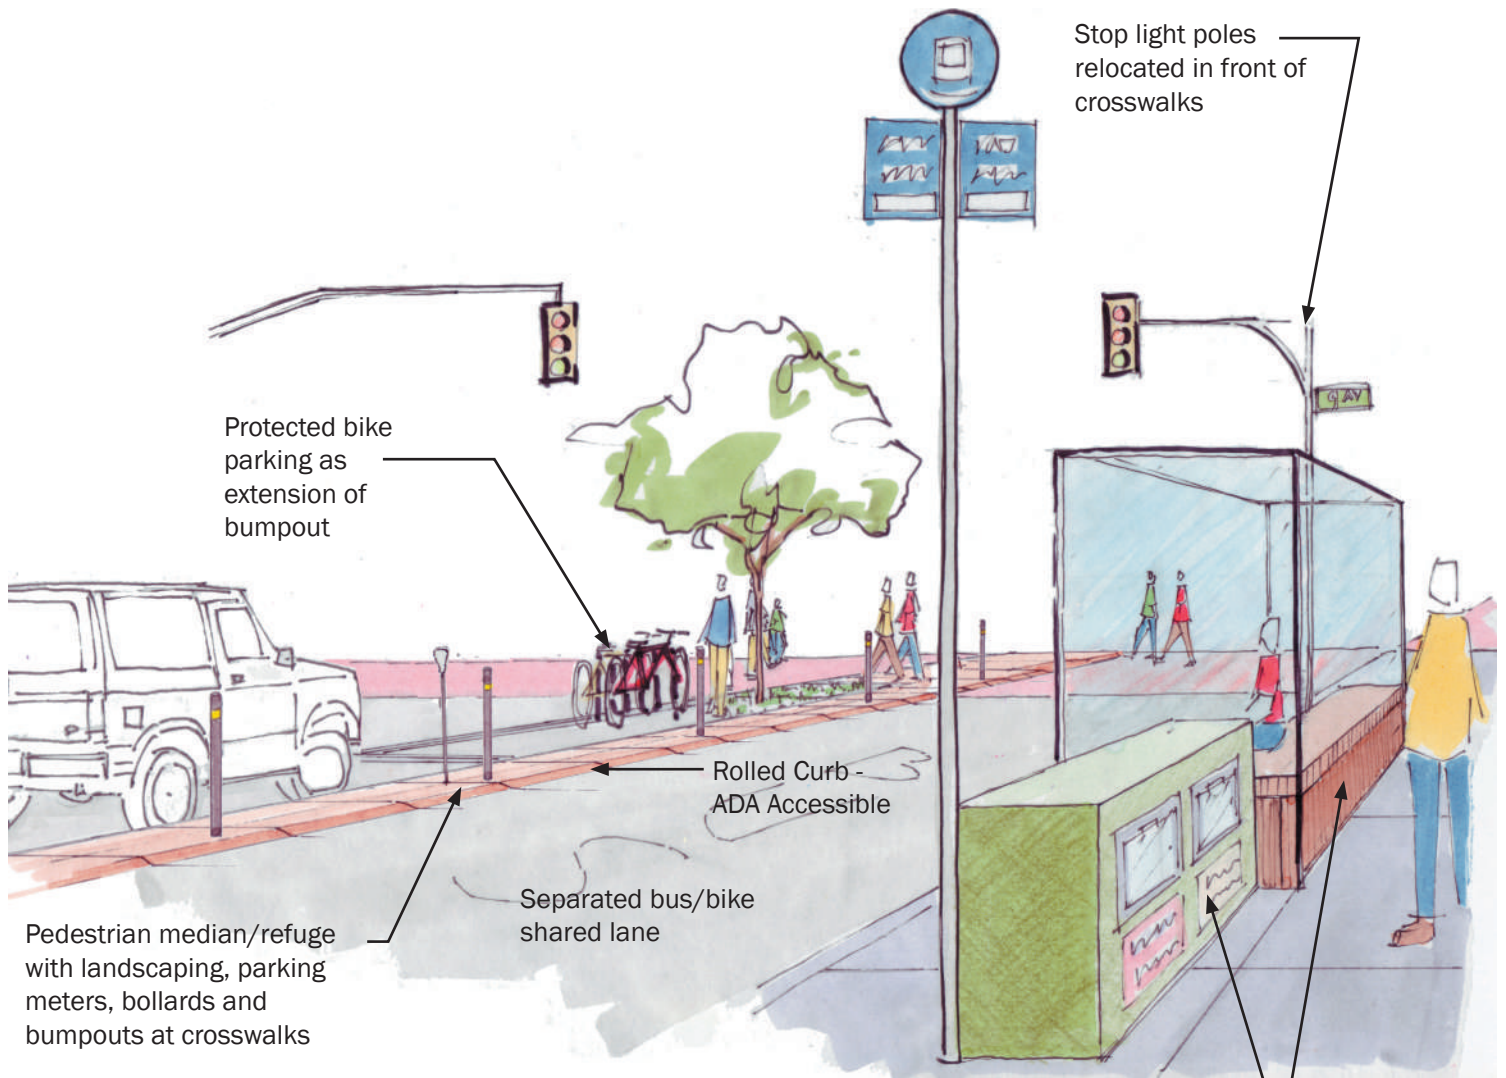 Stop light poles
relocated in front of
crosswalks
GAY
Protected bike
parking as
extension of
bumpout
Rolled Curb -
ADA Accessible
Separated bus/bike
shared lane
Pedestrian median/refuge
with landscaping, parking
meters, bollards and
bumpouts at crosswalks